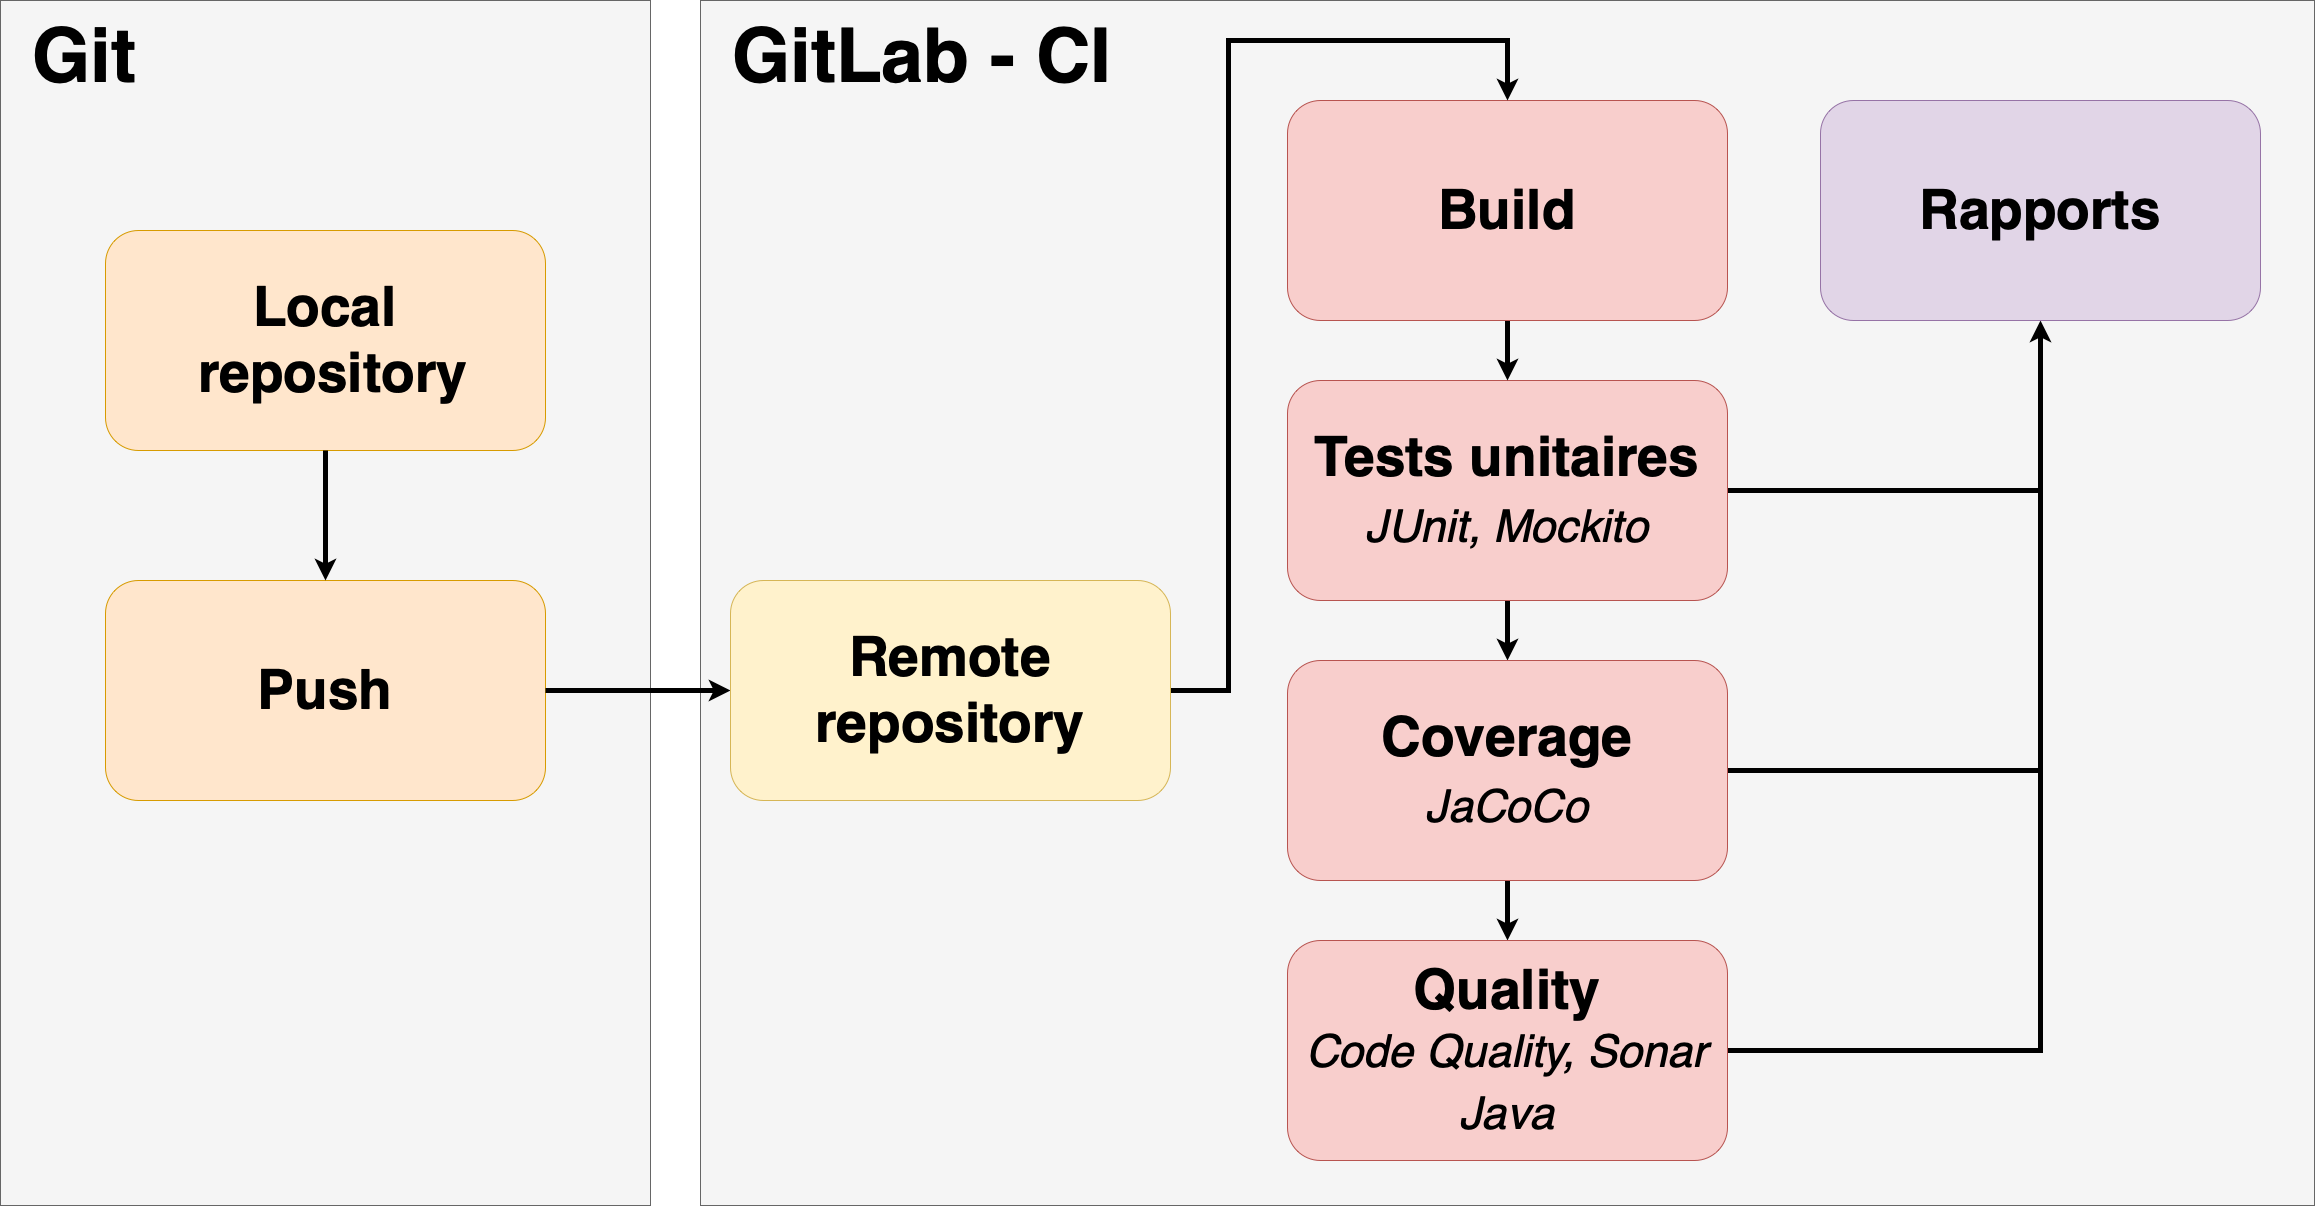 Git
Local
repository
Push
GitLab - CI
Remote
repository
Build
Tests unitaires
JUnit, Mockito
Coverage
JaCoCo
Quality
Code Quality, Sonar
Java
Rapports